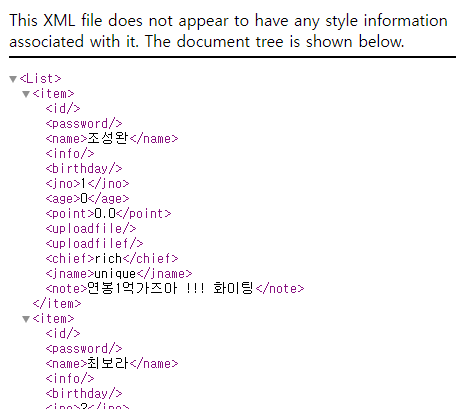 This XML file does not appear to have any style information
associated with it. The document tree is shown below.
▼<List>
▼<item>
<id/>
<password/>
<name>조성완</name>
<info/>
<birthday/>
<jno>1</jno>
<age>0</age>
<point>0.0</point>
<uploadfile/>
<uploadfilef/>
<chief>rich</chief>
<jname>unique</jname>
<note>연봉1억가즈아 !!! 화이팅</note>
</item>
▼<item>
<id/>
<password/>
<name>최보라</name>
<info/>
<birthday/>
<jno>2</jno>